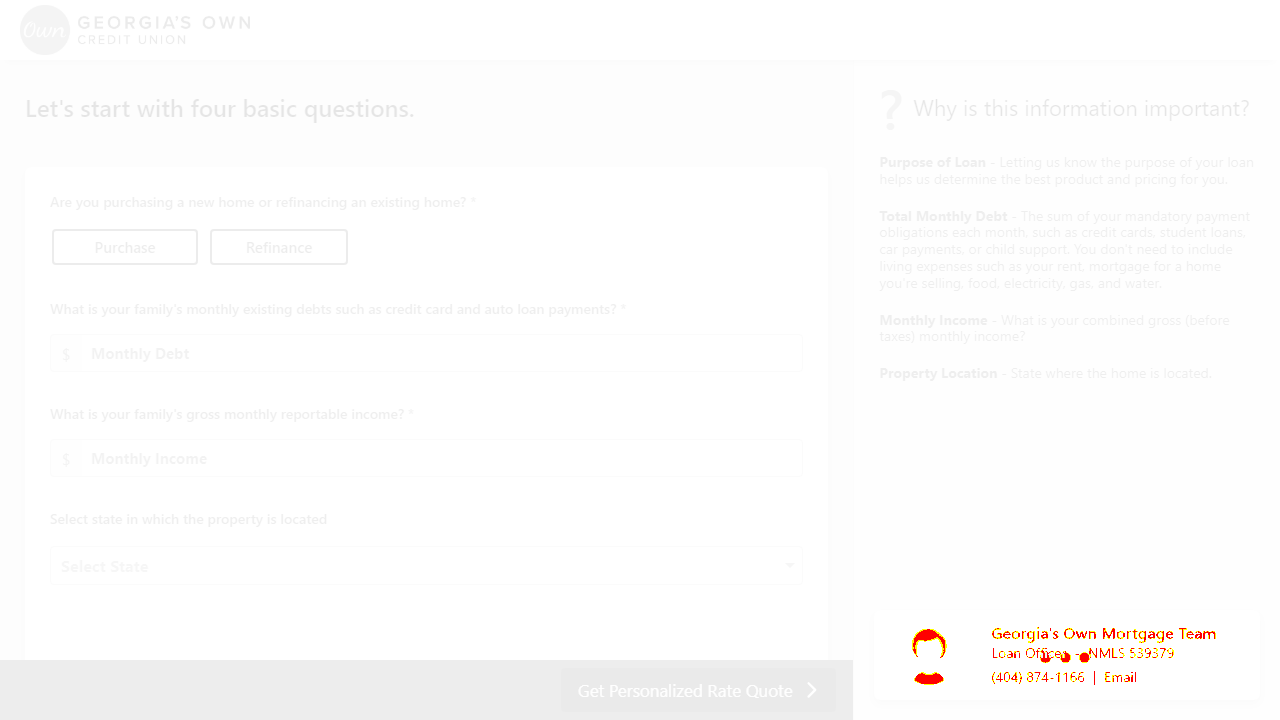 Own GEORGIA'S OWN
CREDIT UNION
Let's start with four basic questions.
Are you purchasing a new home or refinancing an existing home? *
Purchase
Refinance
What is your family's monthly existing debts such as credit card and auto loan payments? *
$ Monthly Debt
What is your family's gross monthly reportable income? *
$ Monthly Income
Select state in which the property is located
Select State
Get Personalized Rate Quote
? Why is this information important?
Purpose of Loan - Letting us know the purpose of your loan
helps us determine the best product and pricing for you.
Total Monthly Debt - The sum of your mandatory payment
obligations each month, such as credit cards, student loans,
car payments, or child support. You don't need to include
living expenses such as your rent, mortgage for a home
you're selling, food, electricity, gas, and water.
Monthly Income - What is your combined gross (before
taxes) monthly income?
Property Location - State where the home is located.
Georgia's Own Mortgage Team
Loan Officer - NMLS
(404)
| Email